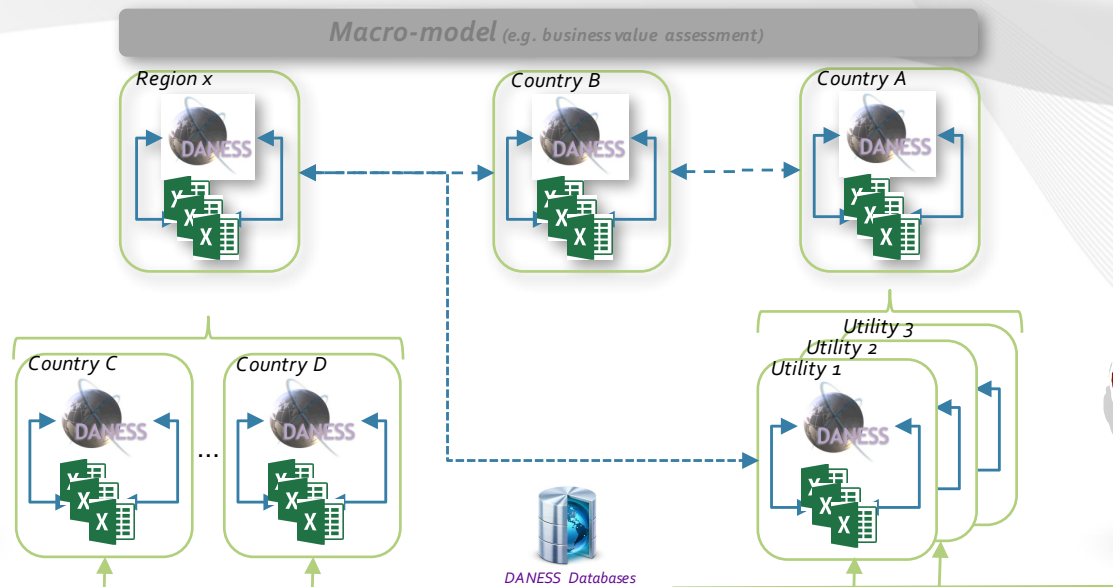 Macro-model (e.g. business value assessment)
Region x
Country B
Country A
DANESS
DANESS
DANESS
X
X
X
X
X
X
X
X
X
Utility 3
Utility 2
Utility 1
Country C
Country D
DANESS
DANESS
DANESS
...
X
X
X
X
X
X
X
X
X
DANESS Databases